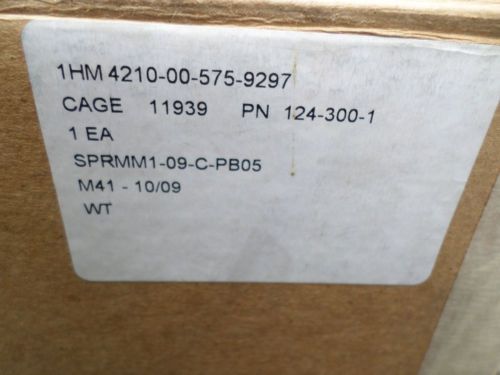 1HM 4210-00-575-9297
CAGE 11939 PN 124-300-1
1 EA
SPRMM1-09-C-PB05
M41 - 10/09
WT